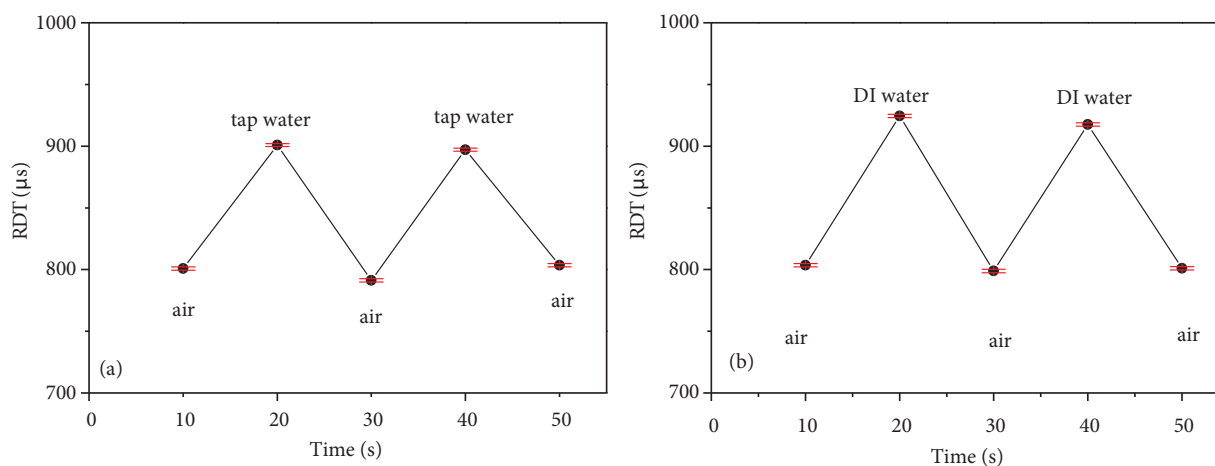 1000
900
800
700
RDT (µs)
tap water
tap water
air
air
air
(a)
0
10
20
30
40
50
Time (s)
1000
900
800
700
RDT (µs)
DI water
DI water
air
air
air
(b)
0
10
20
30
40
50
Time (s)